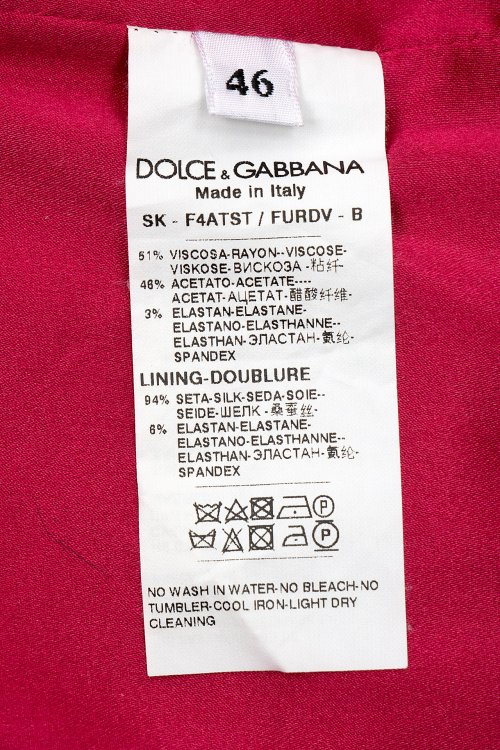 46
DOLCE & GABBANA
Made in Italy
SK - F4ATST / FURDV - B
51% VISCOSA-RAYON--VISCOSE-
VISKOSE-ВИСКОЗА-粘纤-
46% ACETATO-ACETATE----
ACETAT-АЦЕТАТ-醋酸纤维-
3% ELASTAN-ELASTANE-
ELASTANO-ELASTHANNE--
ELASTHAN-ЭЛАСТАН-氨纶-
SPANDEX
LINING-DOUBLURE
94% SETA-SILK-SEDA-SOIE--
SEIDE-ШЕЛК-桑蚕丝-
6% ELASTAN-ELASTANE-
ELASTANO-ELASTHANNE--
ELASTHAN-ЭЛАСТАН-氨纶-
SPANDEX
P
P
NO WASH IN WATER-NO BLEACH-NO
TUMBLER-COOL IRON-LIGHT DRY
CLEANING